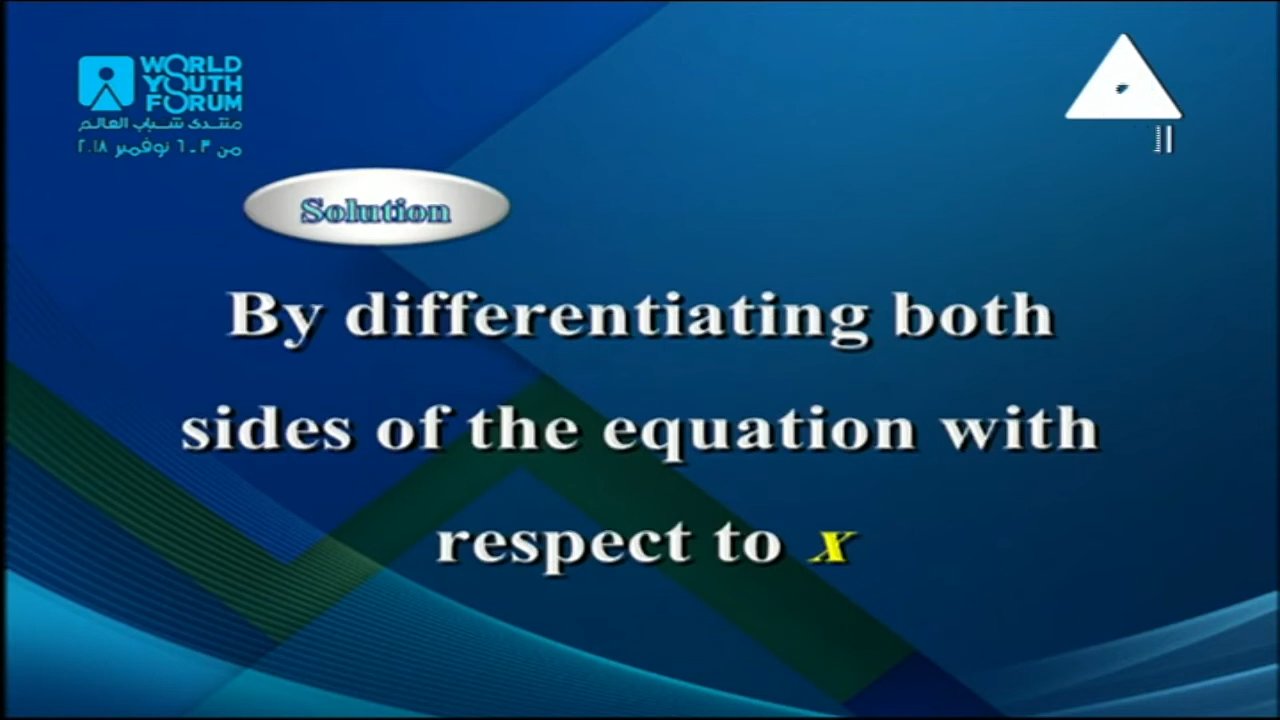 WORLD
YOUTH
FORUM
منتدى شباب العالم
من ٣ - ٦ نوفمبر ٢٠١٨
Solution
By differentiating both
sides of the equation with
respect to x